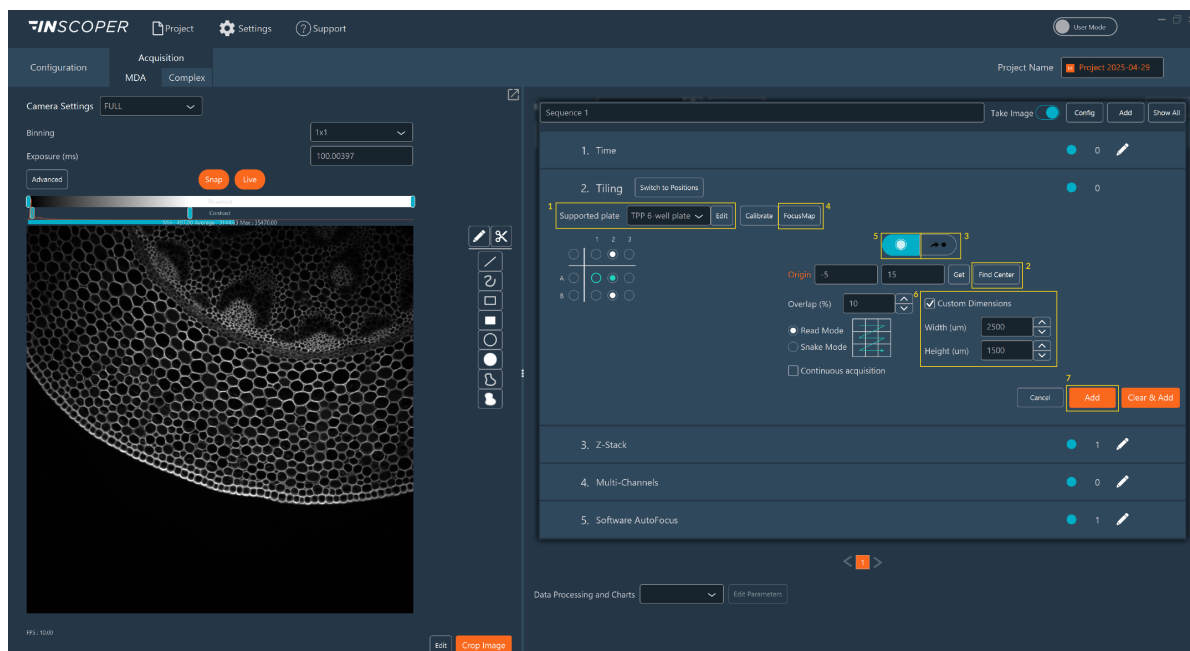 INSCOPER
Project
Settings
Support
User Mode
Configuration
Acquisition
MDA
Complex
Project Name
Project 2025-04-29
Camera Settings
FULL
Binning
1x1
Exposure (ms)
100.00397
Advanced
Snap
Live
Contrast
FPS : 10.00
Edit
Crop Image
Sequence 1
Take Image
Config
Add
Show All
1. Time
0
2. Tiling
Switch to Positions
0
1
Supported plate
TPP 6 well plate
Edit
Calibrate
FocusMap
4
1 2 3
A
B
5
3
Origin
-5
15
Get
Find Center
2
Overlap (%)
10
6
Custom Dimensions
Read Mode
Snake Mode
Width (um)
2500
Height (um)
1500
Continuous acquisition
7
Cancel
Add
Clear & Add
3. Z-Stack
1
4. Multi-Channels
0
5. Software AutoFocus
1
1
Data Processing and Charts
Edit Parameters